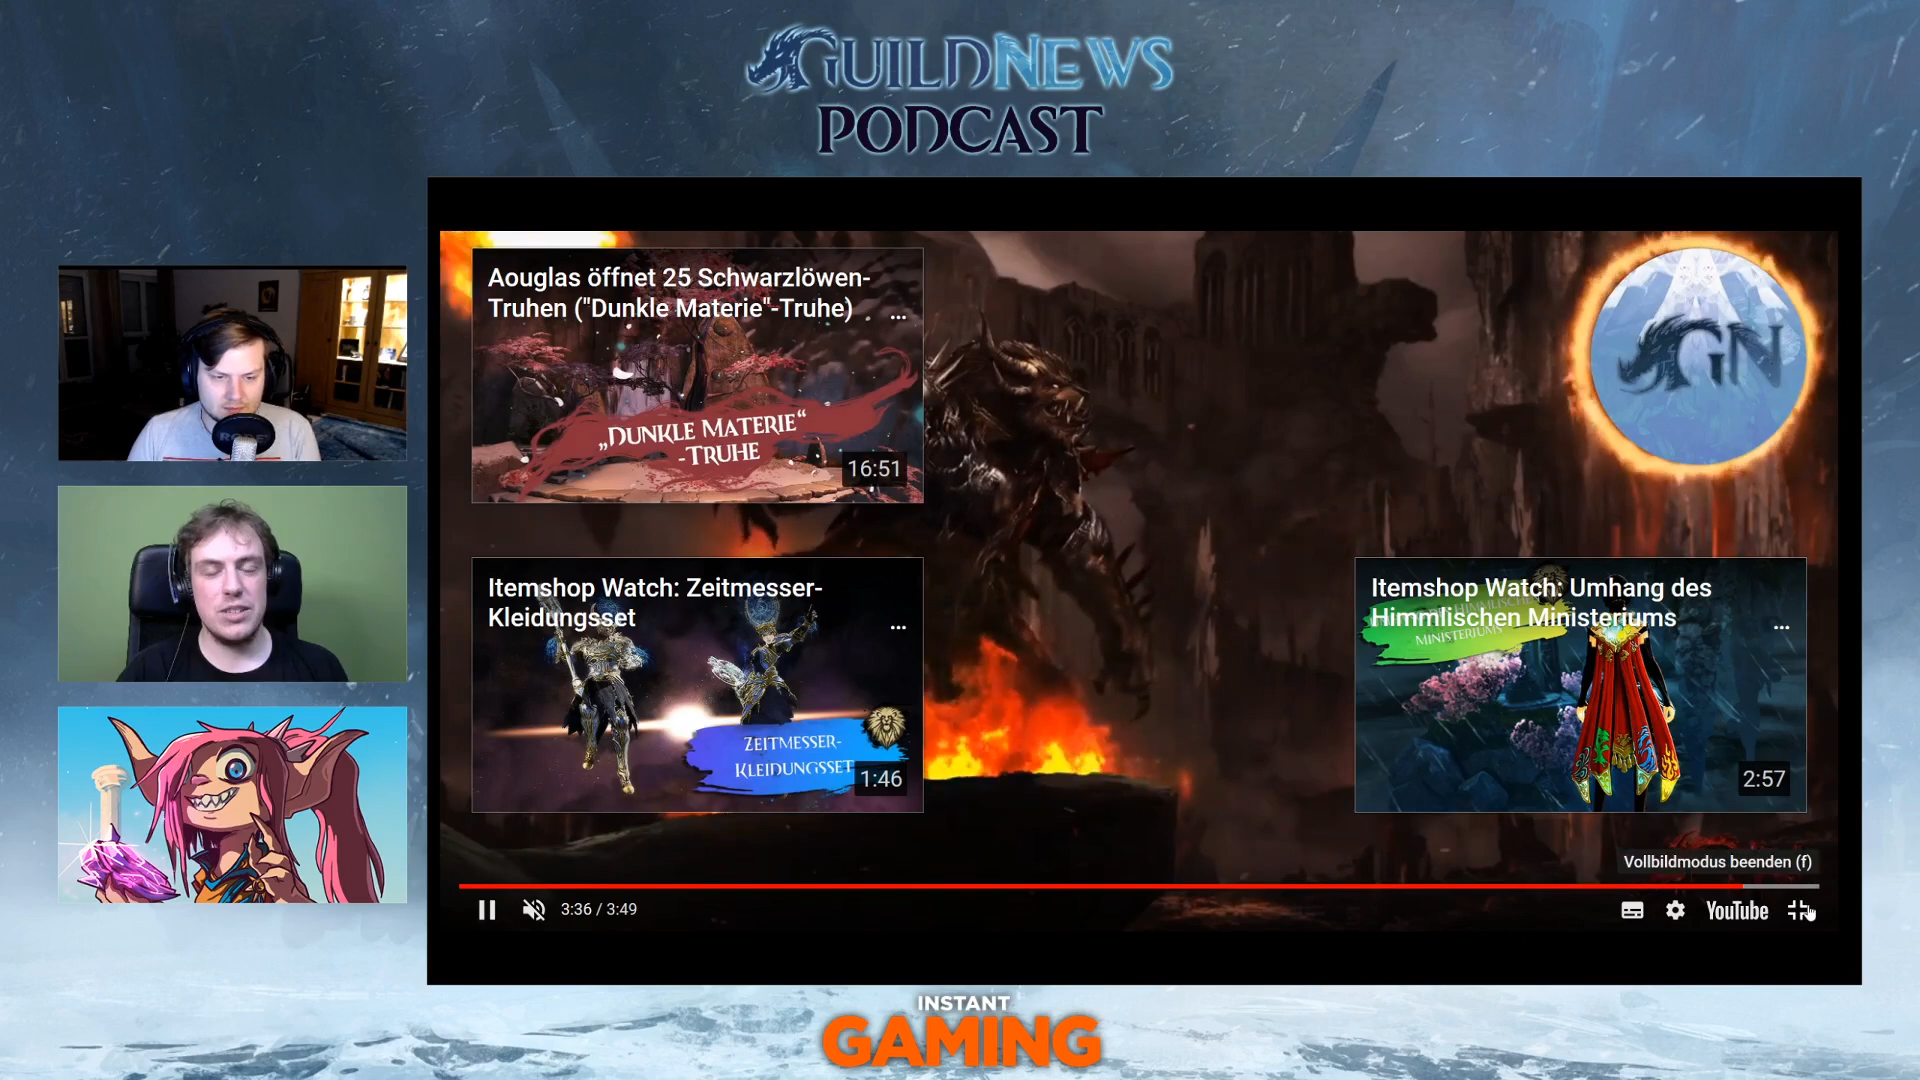 GUILDNEWS
PODCAST
Aouglas öffnet 25 Schwarzlöwen-
Truhen ("Dunkle Materie"-Truhe)
...
„DUNKLE MATERIE“
-TRUHE
16:51
GN
Itemshop Watch: Zeitmesser-
Kleidungsset
...
ZEITMESSER-
KLEIDUNGSSET
1:46
Itemshop Watch: Umhang des
Himmlischen Ministeriums
...
MINISTERIUMS
2:57
Vollbildmodus beenden (f)
3:36 / 3:49
YouTube
INSTANT
GAMING